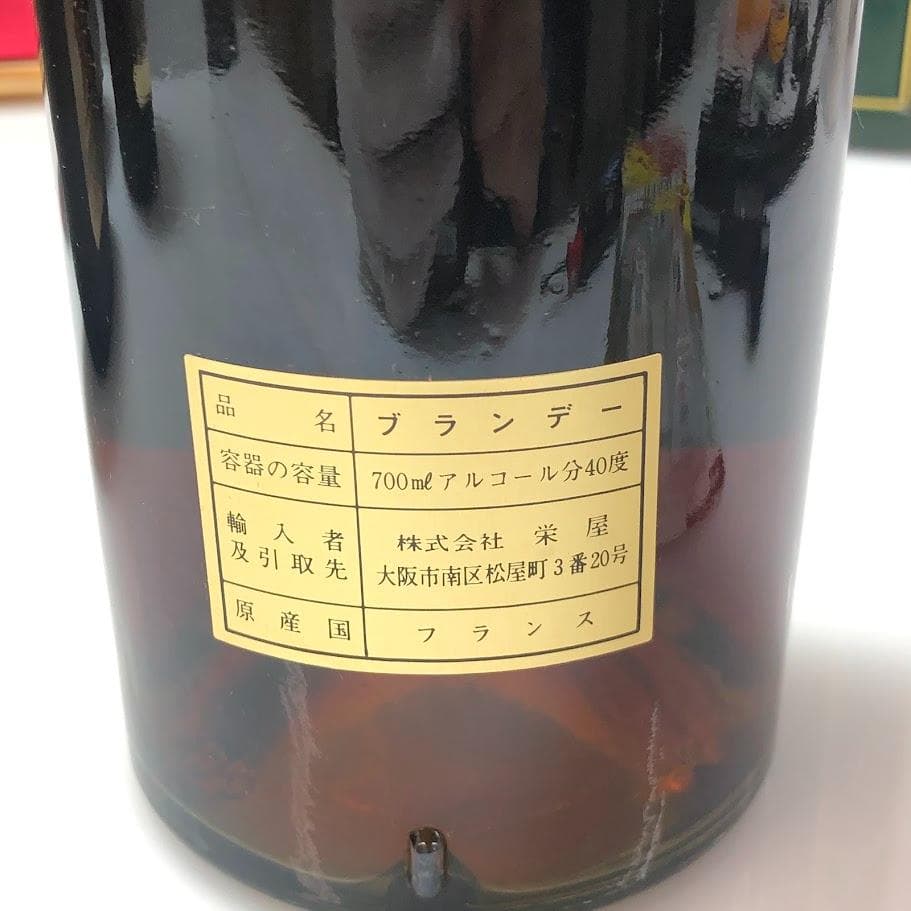 品名 ブランデー
容器の容量 700mlアルコール分40度
輸入者及引取先 株式会社 栄屋
大阪市南区松屋町3番20号
原産国 フランス